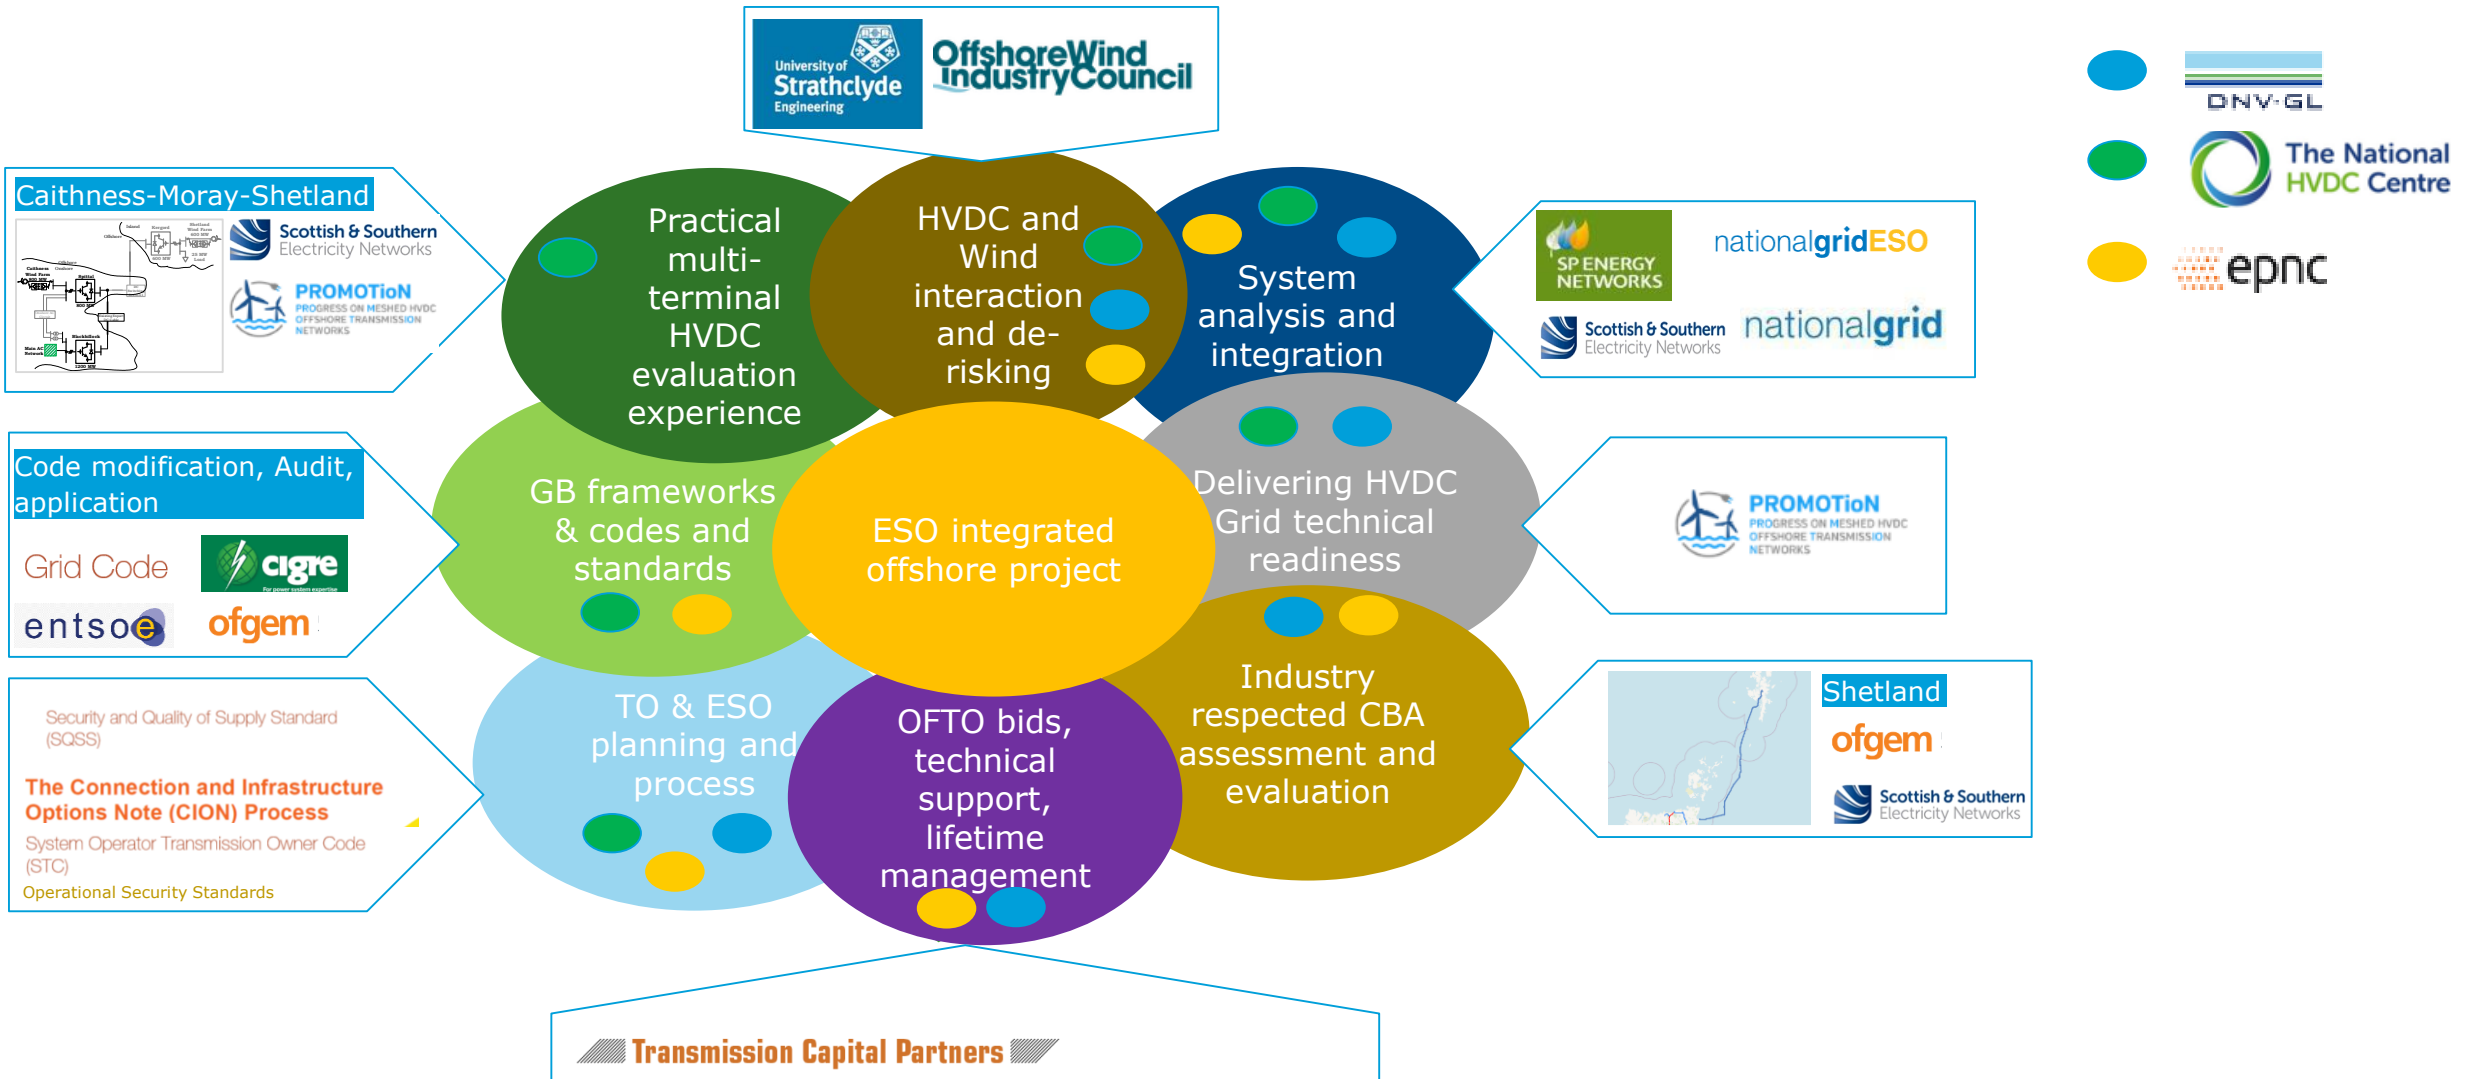 University of
Strathclyde
Engineering
OffshoreWind
IndustryCouncil
DNV·GL
The National
HVDC Centre
epnc
Caithness-Moray-Shetland
Scottish & Southern
Electricity Networks
PROMOTioN
PROGRESS ON MESHED HVDC
OFFSHORE TRANSMISSION
NETWORKS
Practical
multi-
terminal
HVDC
evaluation
experience
HVDC and
Wind
interaction
and de-
risking
System
analysis and
integration
SP ENERGY
NETWORKS
nationalgridESO
Scottish & Southern
Electricity Networks
nationalgrid
Code modification, Audit,
application
Grid Code
cigre
For power system expertise
entsoe
ofgem
GB frameworks
& codes and
standards
ESO integrated
offshore project
Delivering HVDC
Grid technical
readiness
PROMOTioN
PROGRESS ON MESHED HVDC
OFFSHORE TRANSMISSION
NETWORKS
Security and Quality of Supply Standard
(SQSS)
The Connection and Infrastructure
Options Note (CION) Process
System Operator Transmission Owner Code
(STC)
Operational Security Standards
TO & ESO
planning and
process
OFTO bids,
technical
support,
lifetime
management
Industry
respected CBA
assessment and
evaluation
Shetland
ofgem
Scottish & Southern
Electricity Networks
Transmission Capital Partners